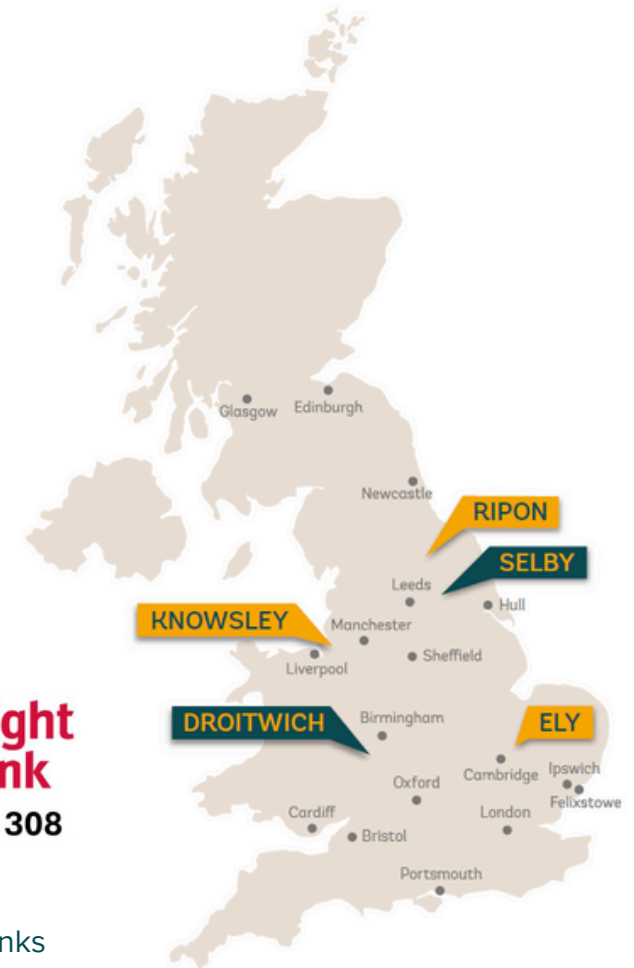 Glasgow
Edinburgh
Newcastle
RIPON
SELBY
Leeds
Hull
KNOWSLEY
Manchester
Liverpool
Sheffield
ght
nk
308
DROITWICH
Birmingham
ELY
Cambridge
Ipswich
Felixstowe
Oxford
London
Cardiff
Bristol
Portsmouth
nks